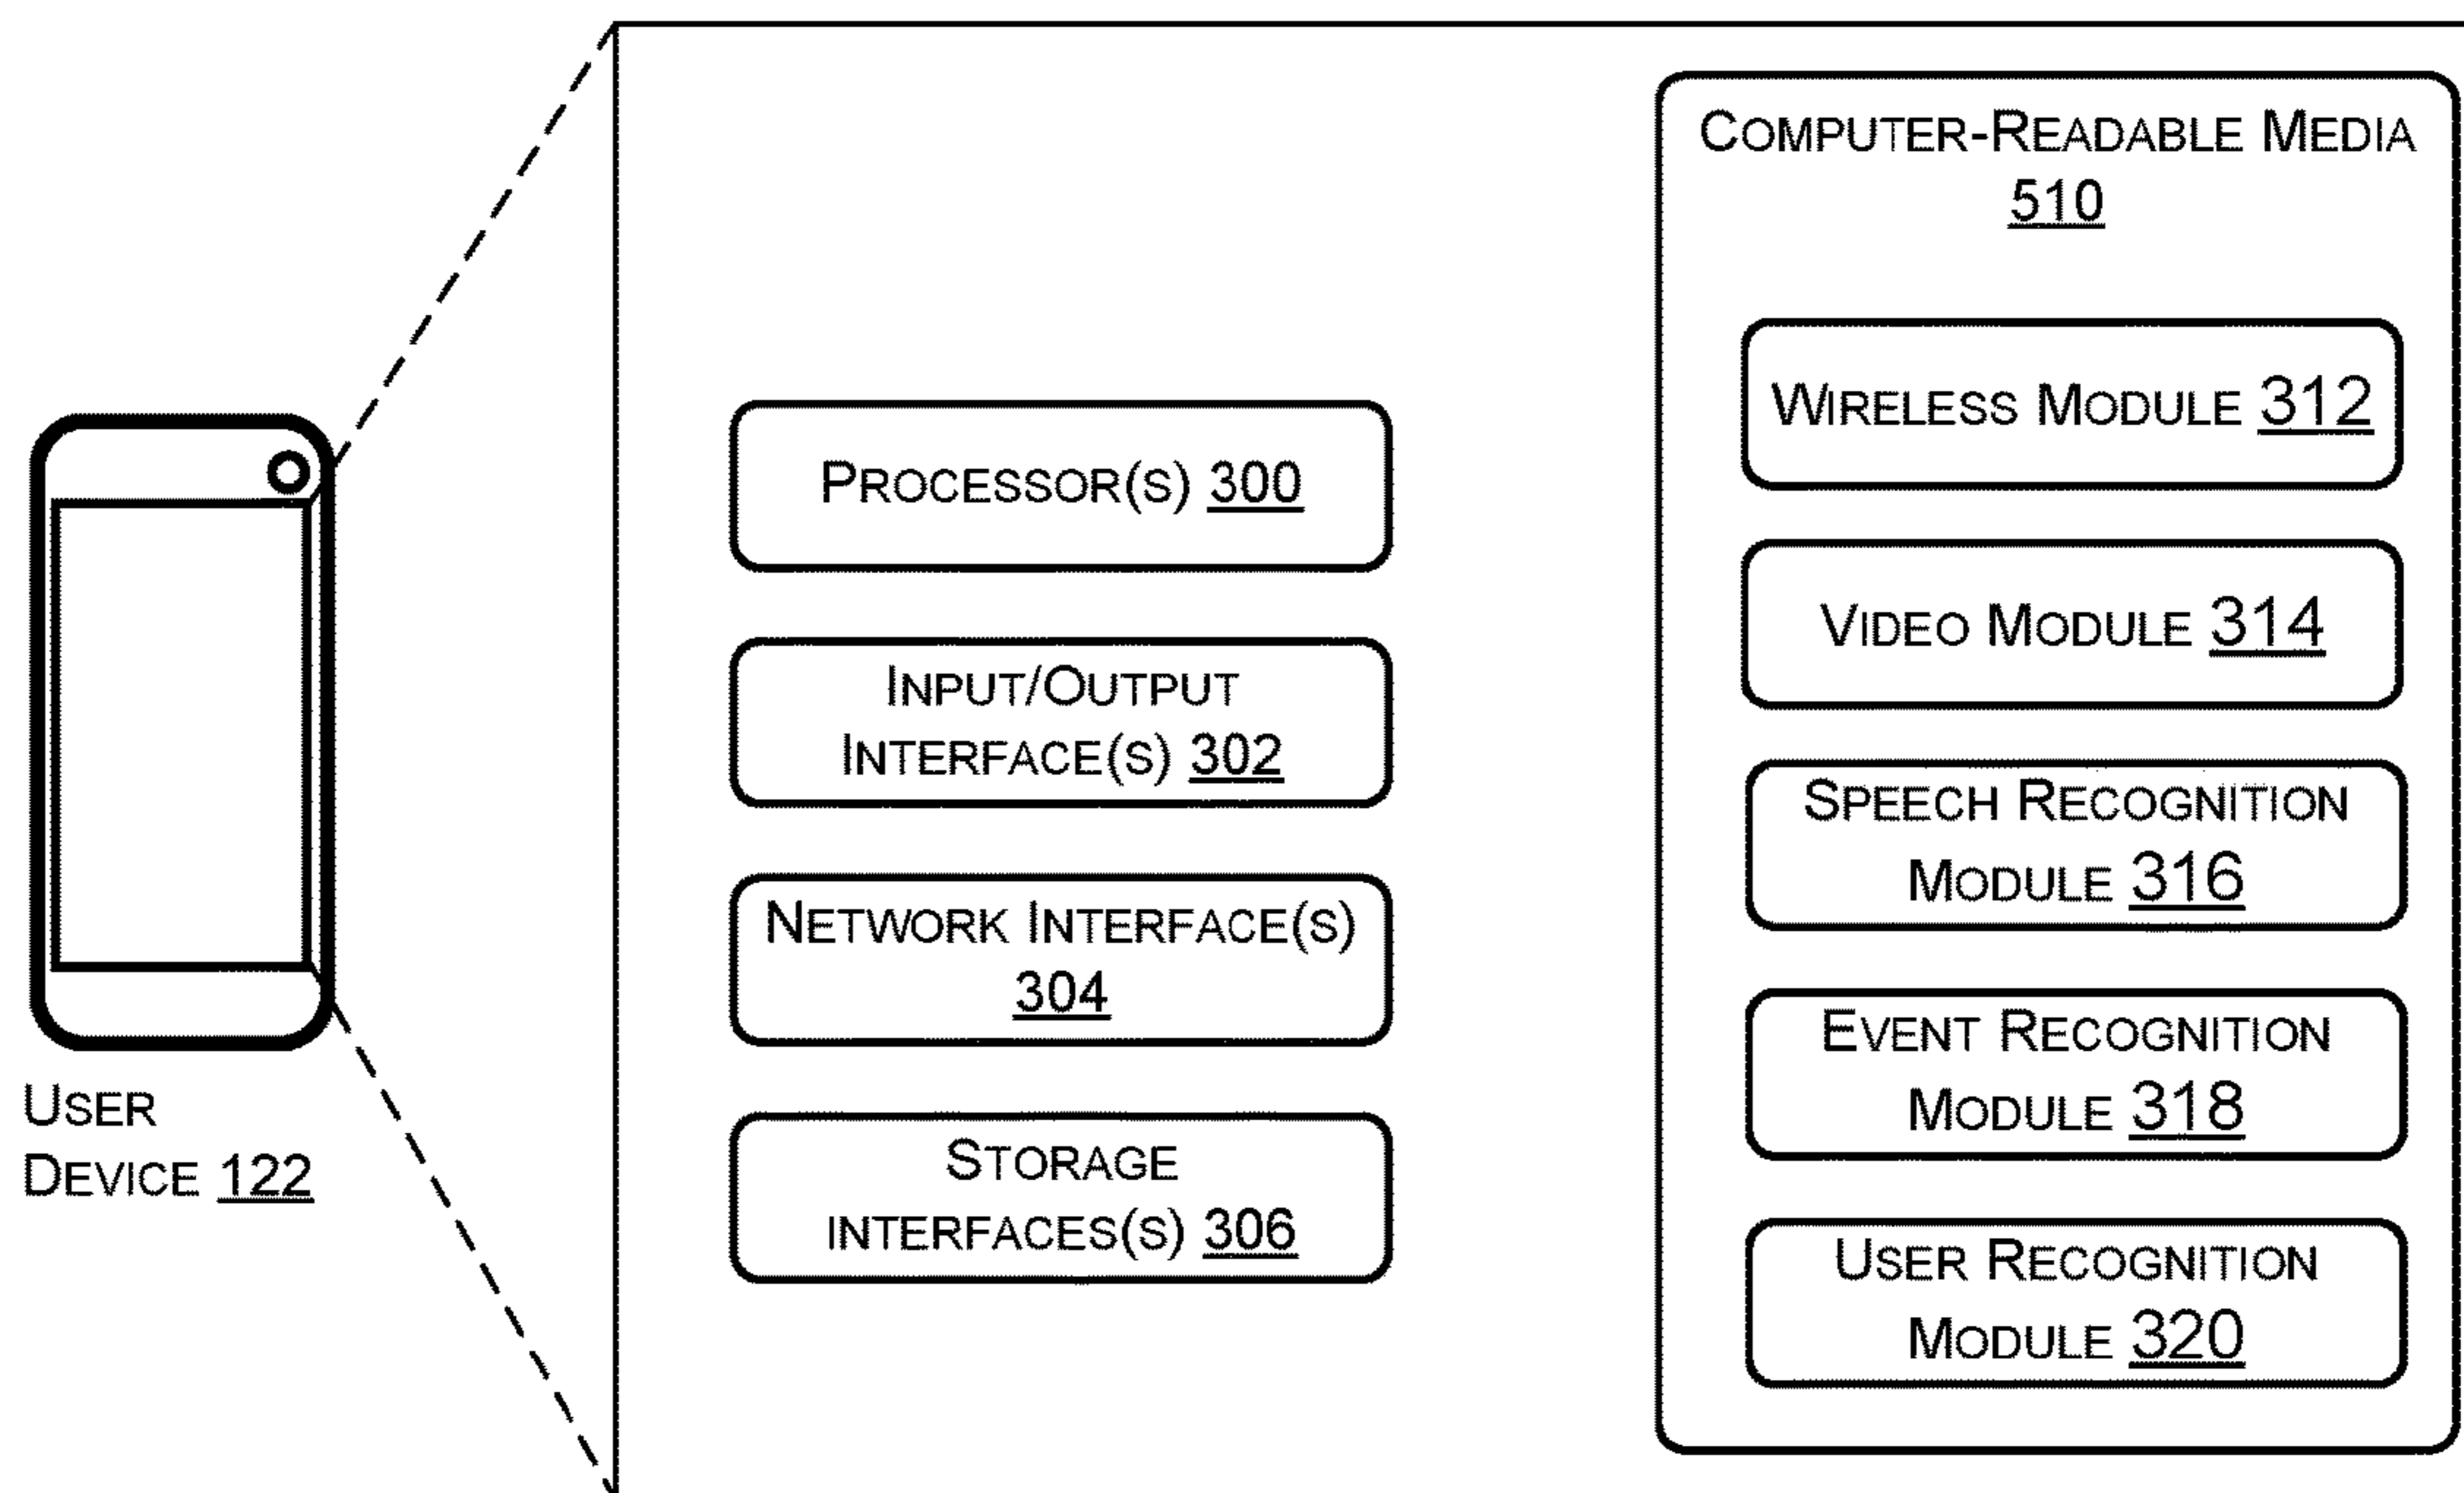 USER
DEVICE 122
PROCESSOR(S) 300
INPUT/OUTPUT
INTERFACE(S) 302
NETWORK INTERFACE(S)
304
STORAGE
INTERFACES(S) 306
COMPUTER-READABLE MEDIA
510
WIRELESS MODULE 312
VIDEO MODULE 314
SPEECH RECOGNITION
MODULE 316
EVENT RECOGNITION
MODULE 318
USER RECOGNITION
MODULE 320